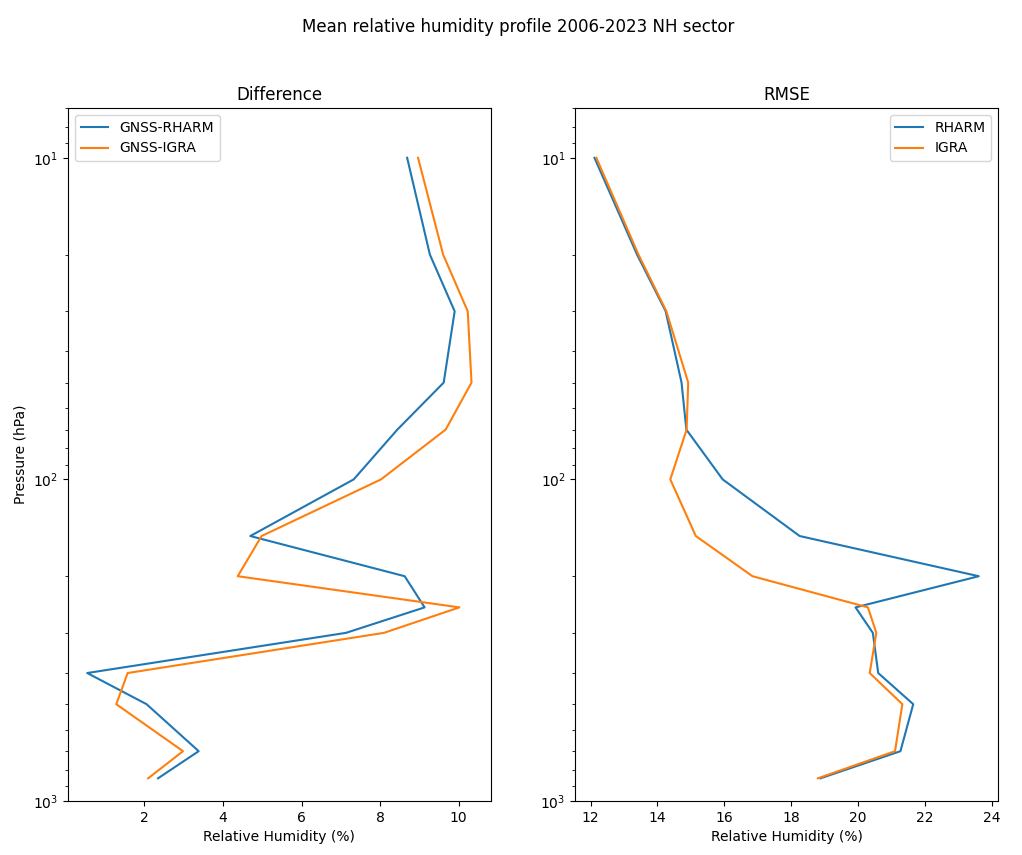 Mean relative humidity profile 2006-2023 NH sector
Difference
GNSS-RHARM
GNSS-IGRA
10¹
10²
10³
Pressure (hPa)
2 4 6 8 10
Relative Humidity (%)
RMSE
RHARM
IGRA
10¹
10²
10³
12 14 16 18 20 22 24
Relative Humidity (%)